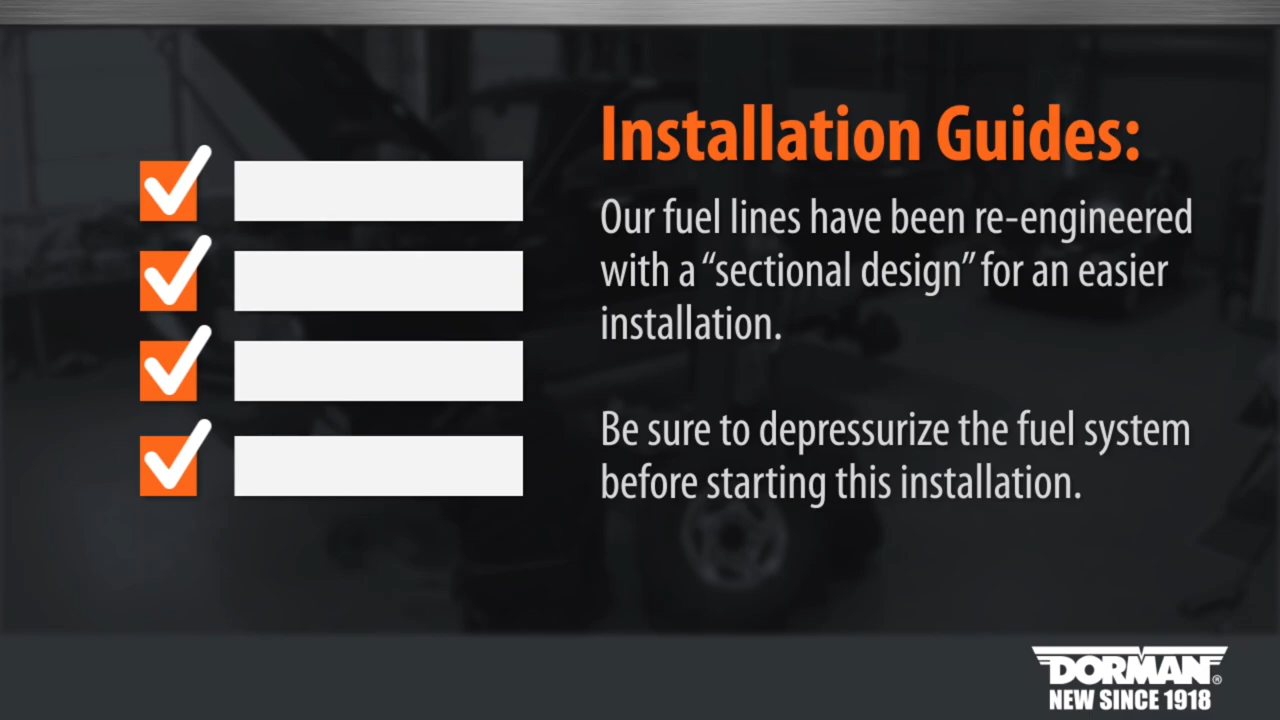 Installation Guides:
Our fuel lines have been re-engineered
with a “sectional design” for an easier
installation.
Be sure to depressurize the fuel system
before starting this installation.
DORMAN®
NEW SINCE 1918